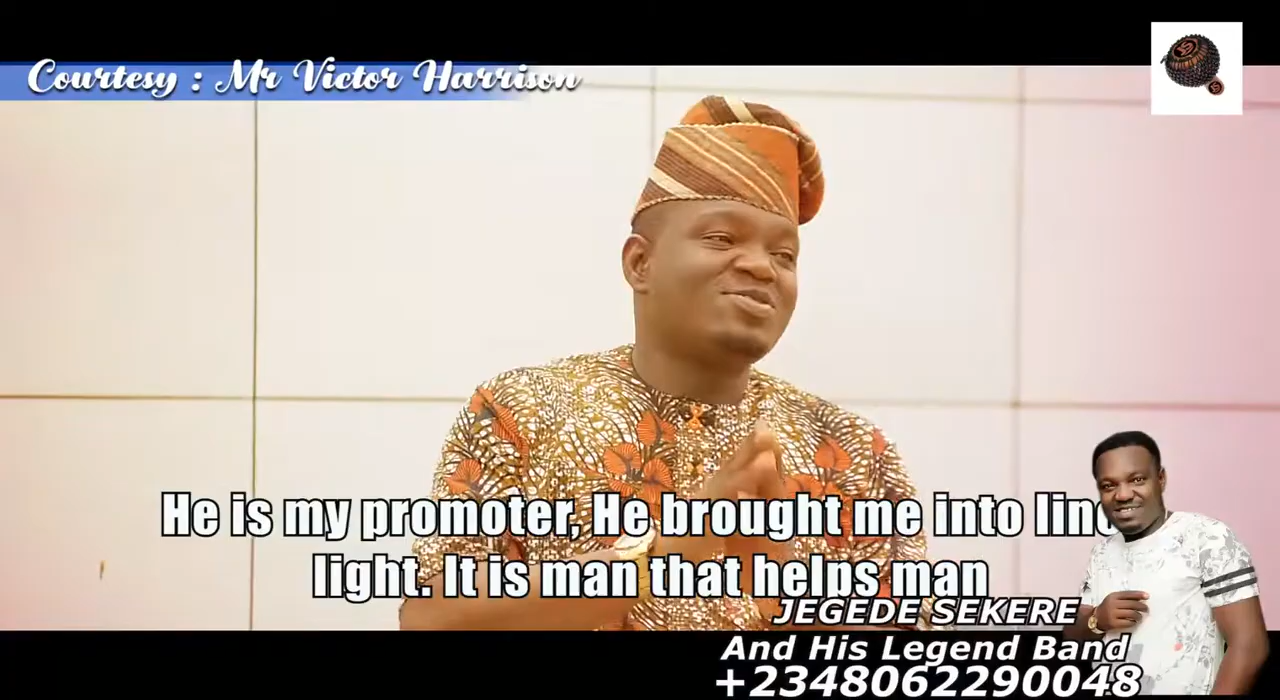 Courtesy : Mr Victor Harrison
He is my promoter, He brought me into line
light. It is man that helps man
JEGEDE SEKERE
And His Legend Band
+2348062290048